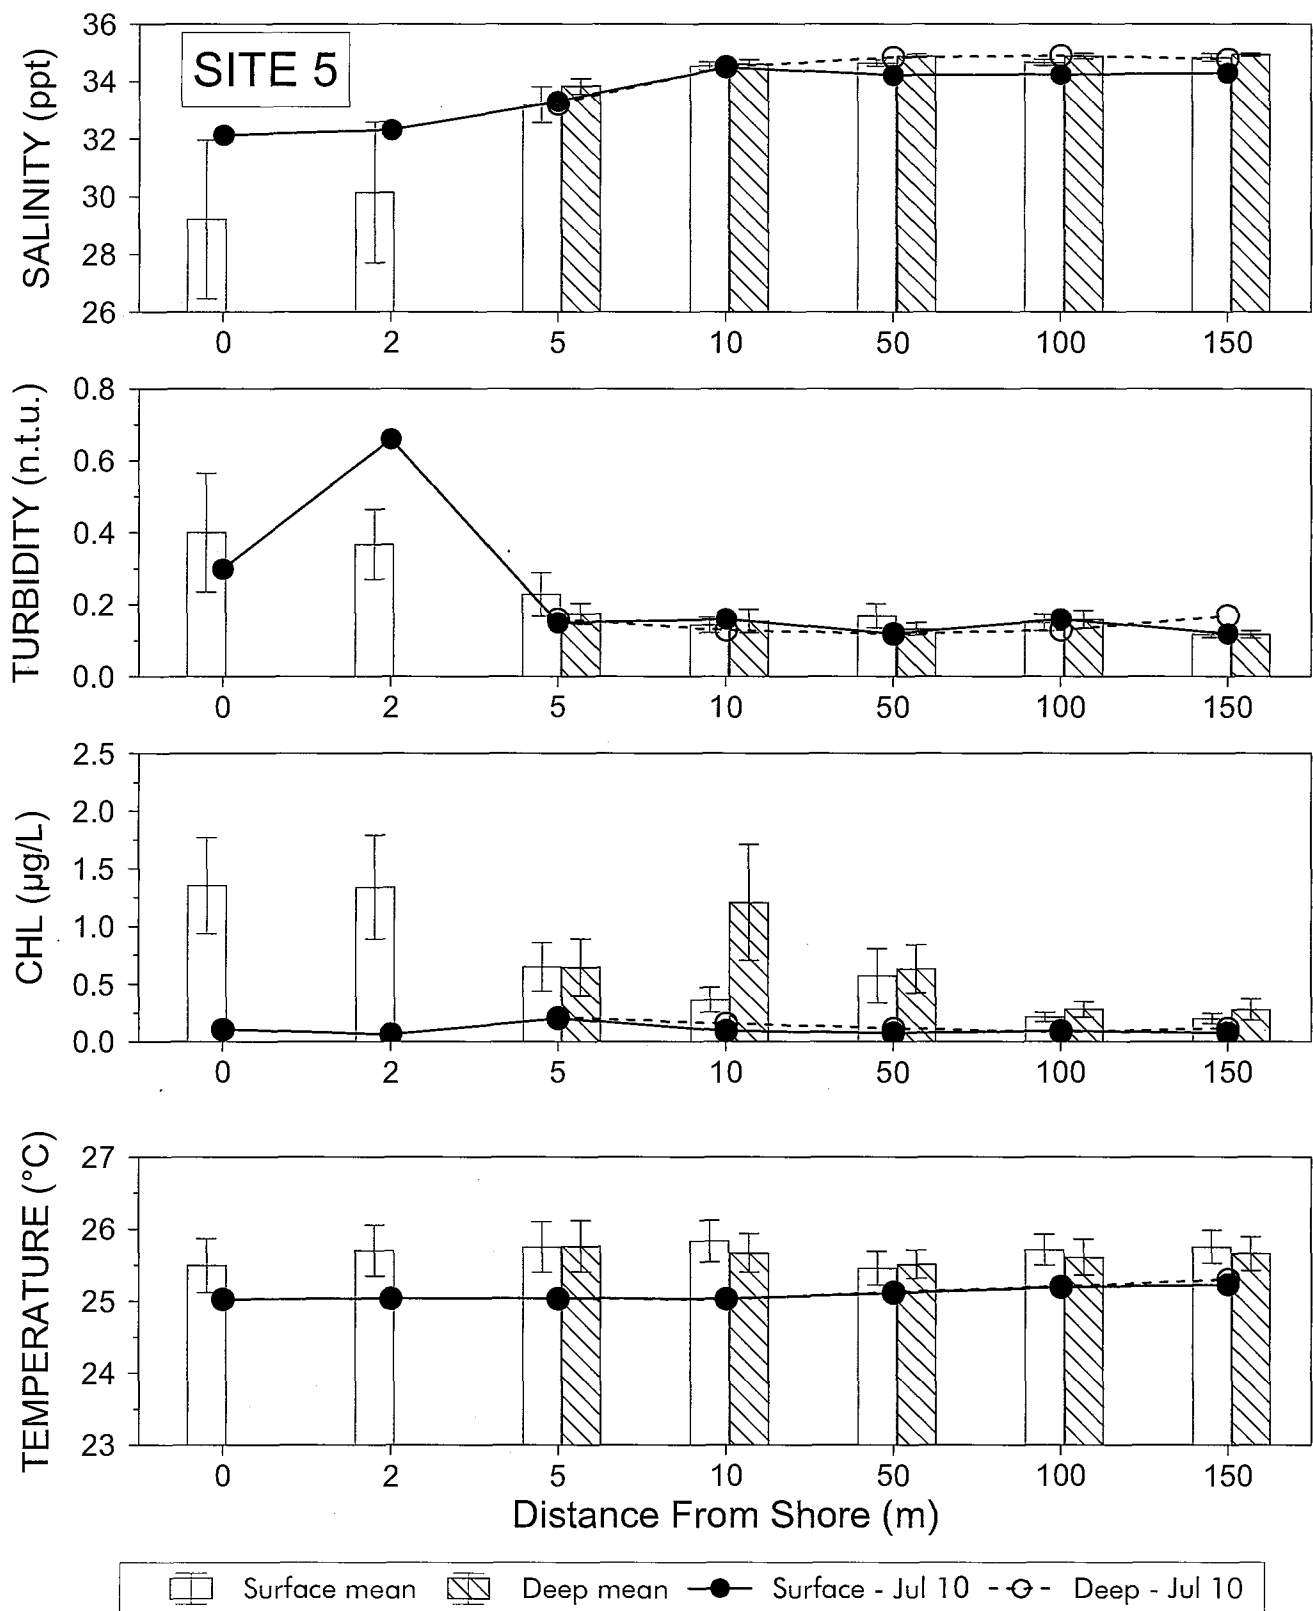 SITE 5
SALINITY (ppt)
36
34
32
30
28
26
0 2 5 10 50 100 150
TURBIDITY (n.t.u.)
0.8
0.6
0.4
0.2
0.0
0 2 5 10 50 100 150
CHL (µg/L)
2.5
2.0
1.5
1.0
0.5
0.0
0 2 5 10 50 100 150
TEMPERATURE (°C)
27
26
25
24
23
0 2 5 10 50 100 150
Distance From Shore (m)
Surface mean Deep mean Surface - Jul 10 Deep - Jul 10